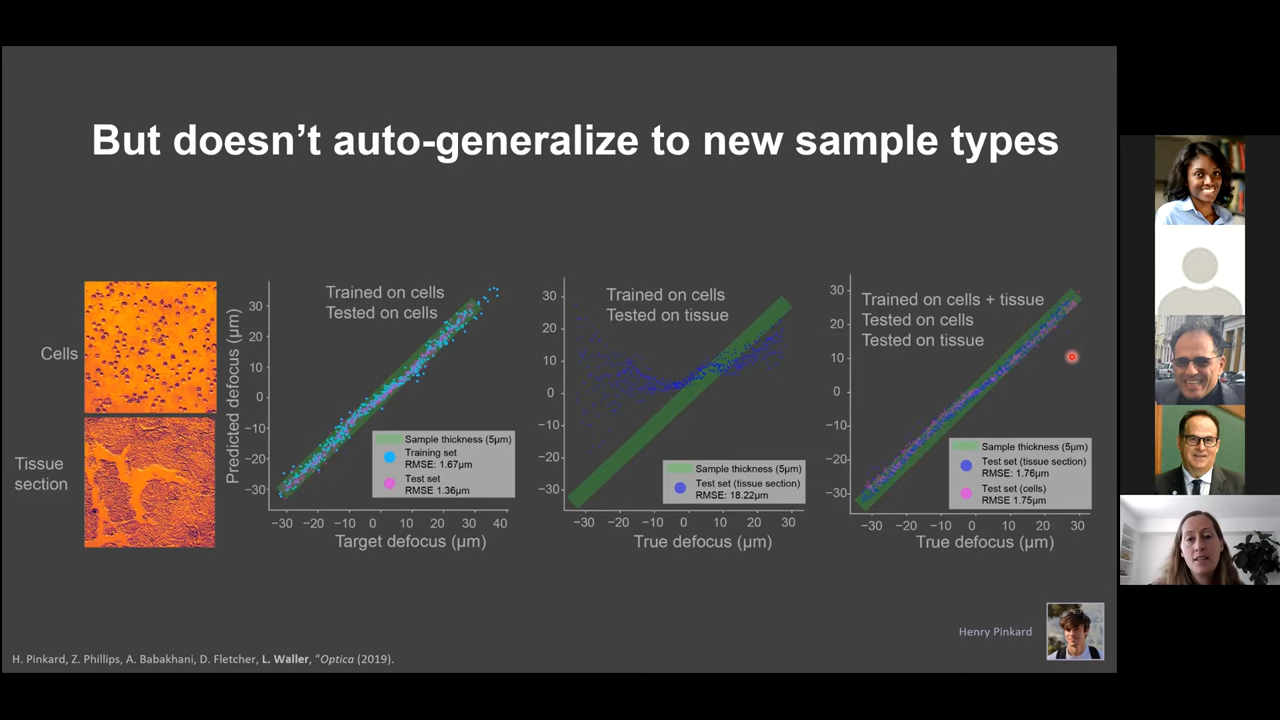 But doesn't auto-generalize to new sample types
Cells
Tissue
section
Predicted defocus (µm)
30
20
10
0
−10
−20
−30
Trained on cells
Tested on cells
Sample thickness (5µm)
Training set
RMSE: 1.67µm
Test set
RMSE 1.36µm
−30 −20 −10 0 10 20 30 40
Target defocus (µm)
30
20
10
0
−10
−20
−30
Trained on cells
Tested on tissue
Sample thickness (5µm)
Test set (tissue section)
RMSE: 18.22µm
−30 −20 −10 0 10 20 30
True defocus (µm)
30
20
10
0
−10
−20
−30
Trained on cells + tissue
Tested on cells
Tested on tissue
Sample thickness (5µm)
Test set (tissue section)
RMSE: 1.76µm
Test set (cells)
RMSE 1.75µm
−30 −20 −10 0 10 20 30
True defocus (µm)
Henry Pinkard
H. Pinkard, Z. Phillips, A. Babakhani, D. Fletcher, L. Waller, “Optica (2019).